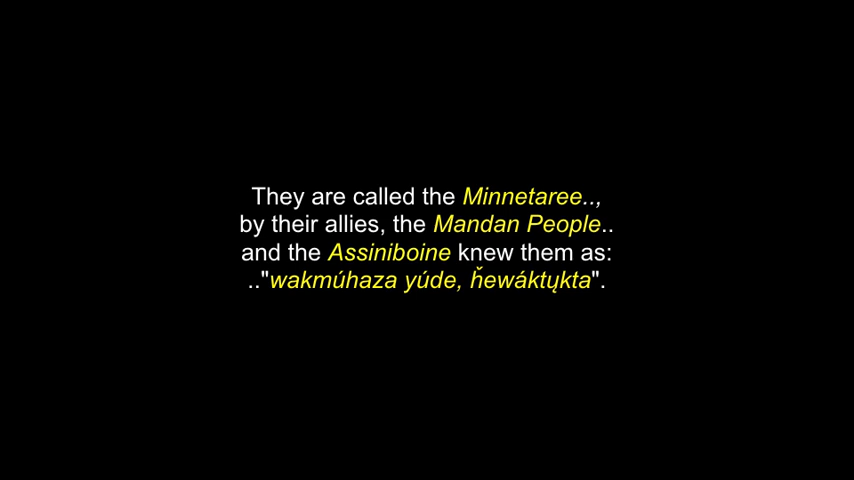 They are called the Minnetaree..,
by their allies, the Mandan People..
and the Assiniboine knew them as:
.."wakmúhaza yúde, ȟewáktųkta".